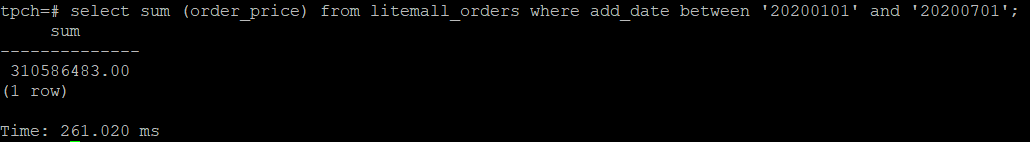 tpch=# select sum (order_price) from litemall_orders where add_date between '20200101' and '20200701';
     sum
--------------
 310586483.00
(1 row)

Time: 261.020 ms